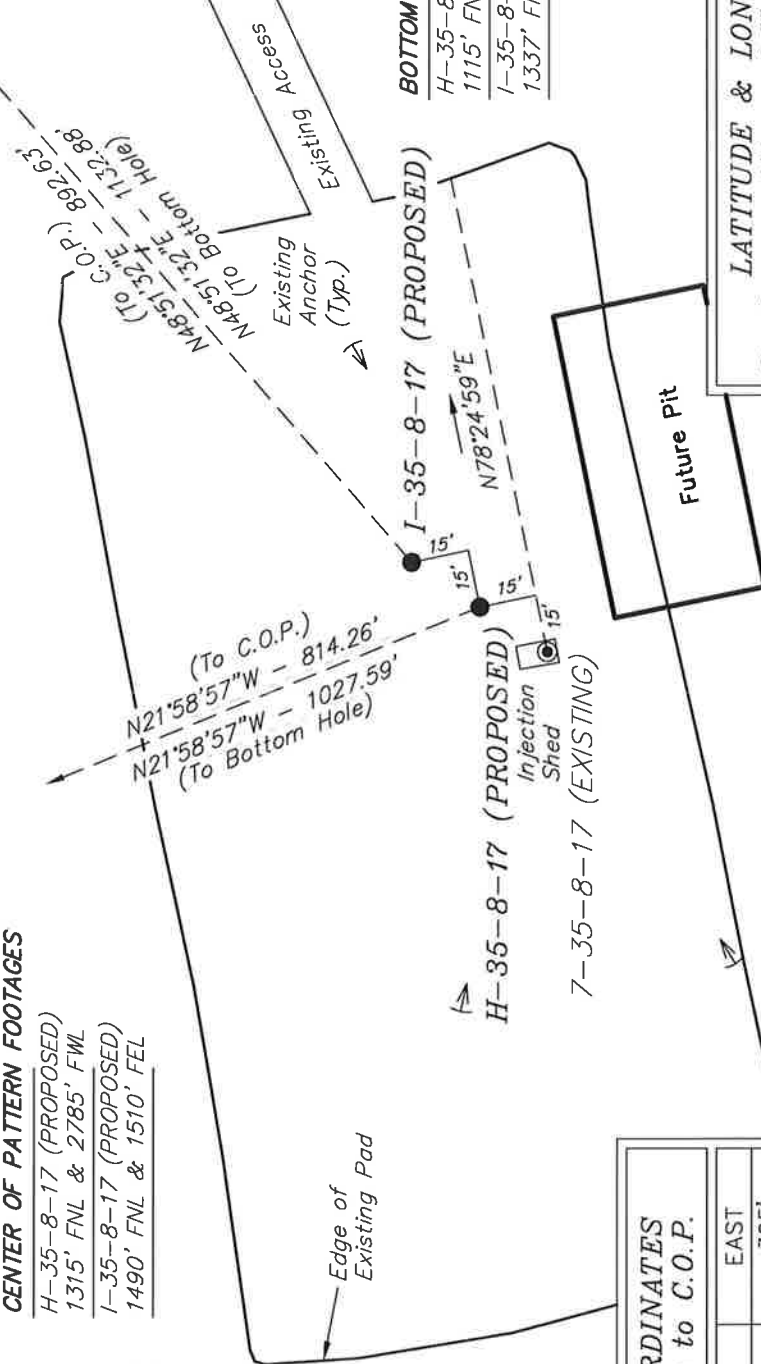 CENTER OF PATTERN FOOTAGES
H-35-8-17 (PROPOSED)
1315' FNL & 2785' FWL
I-35-8-17 (PROPOSED)
1490' FNL & 1510' FEL
BOTTOM
H-35-8
1115' FN
I-35-8-
1337' F
Existing Access
(To C.O.P.)
N48°51'32"E - 892.63'
N48°51'32"E - 1132.88'
(To Bottom Hole)
Existing
Anchor
(Typ.)
I-35-8-17 (PROPOSED)
N78°24'59"E
15'
15'
15'
15'
(To C.O.P.)
N21°58'57"W - 814.26'
N21°58'57"W - 1027.59'
(To Bottom Hole)
H-35-8-17 (PROPOSED)
Injection
Shed
7-35-8-17 (EXISTING)
Future Pit
Edge of
Existing Pad
RDINATES
to C.O.P.
EAST
LATITUDE & LON